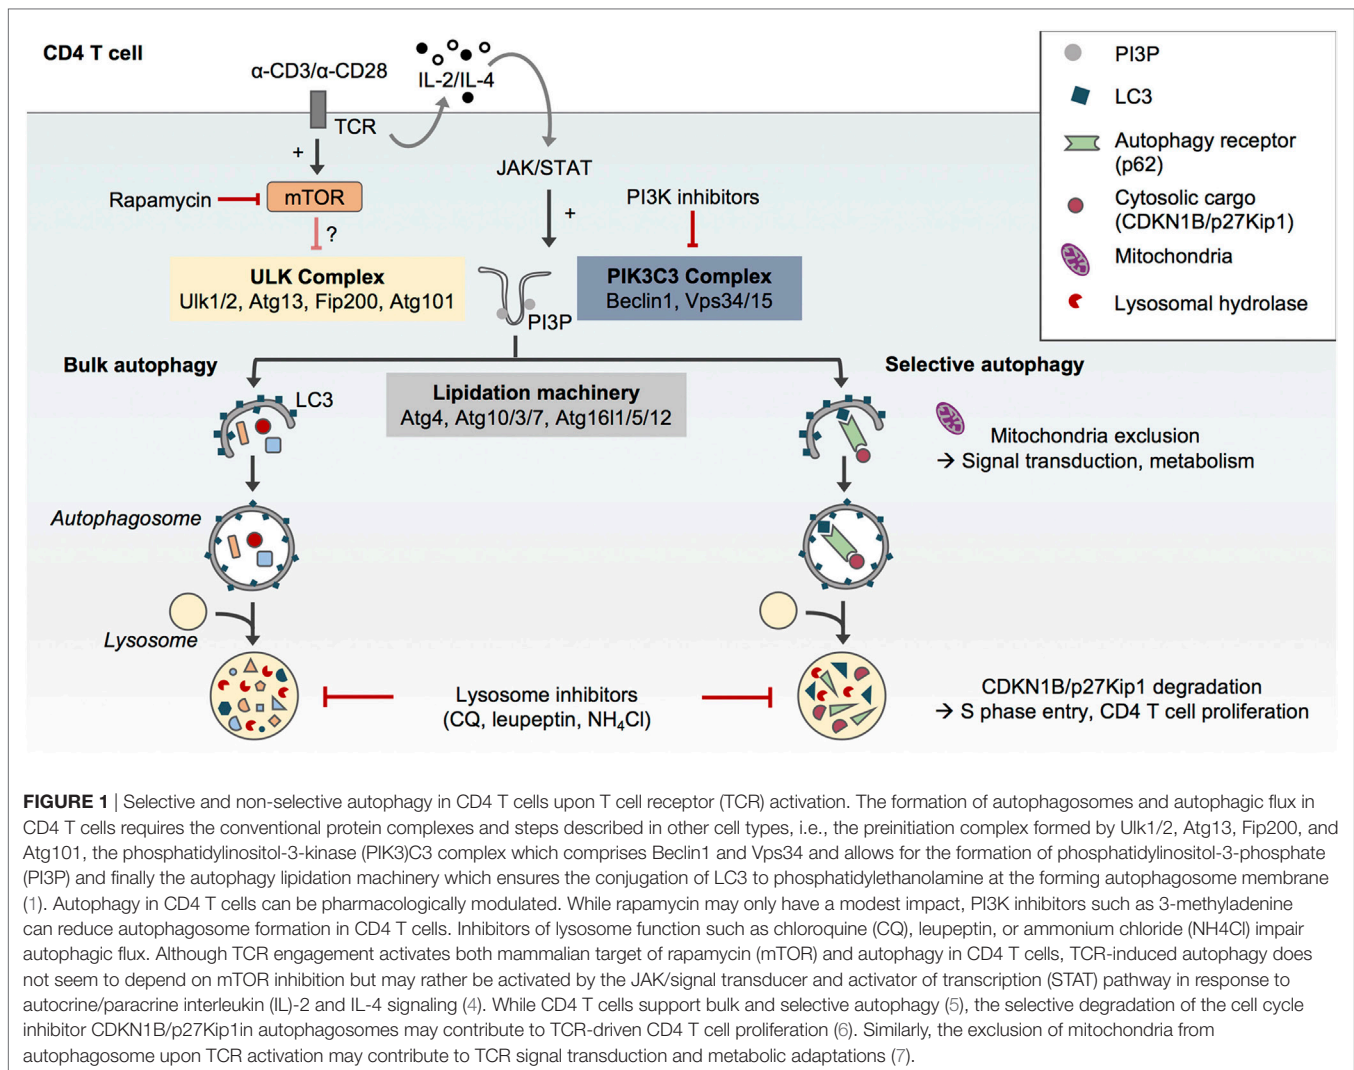 CD4 T cell
α-CD3/α-CD28
IL-2/IL-4
TCR
+
Rapamycin
mTOR
?
JAK/STAT
+
PI3K inhibitors
ULK Complex
Ulk1/2, Atg13, Fip200, Atg101
PI3P
PIK3C3 Complex
Beclin1, Vps34/15
PI3P
LC3
Autophagy receptor
(p62)
Cytosolic cargo
(CDKN1B/p27Kip1)
Mitochondria
Lysosomal hydrolase
Bulk autophagy
Selective autophagy
LC3
Lipidation machinery
Atg4, Atg10/3/7, Atg16l1/5/12
Mitochondria exclusion
→ Signal transduction, metabolism
Autophagosome
Lysosome
Lysosome inhibitors
(CQ, leupeptin, NH₄Cl)
CDKN1B/p27Kip1 degradation
→ S phase entry, CD4 T cell proliferation
FIGURE 1 | Selective and non-selective autophagy in CD4 T cells upon T cell receptor (TCR) activation. The formation of autophagosomes and autophagic flux in
CD4 T cells requires the conventional protein complexes and steps described in other cell types, i.e., the preinitiation complex formed by Ulk1/2, Atg13, Fip200, and
Atg101, the phosphatidylinositol-3-kinase (PIK3)C3 complex which comprises Beclin1 and Vps34 and allows for the formation of phosphatidylinositol-3-phosphate
(PI3P) and finally the autophagy lipidation machinery which ensures the conjugation of LC3 to phosphatidylethanolamine at the forming autophagosome membrane
(1). Autophagy in CD4 T cells can be pharmacologically modulated. While rapamycin may only have a modest impact, PI3K inhibitors such as 3-methyladenine
can reduce autophagosome formation in CD4 T cells. Inhibitors of lysosome function such as chloroquine (CQ), leupeptin, or ammonium chloride (NH4Cl) impair
autophagic flux. Although TCR engagement activates both mammalian target of rapamycin (mTOR) and autophagy in CD4 T cells, TCR-induced autophagy does
not seem to depend on mTOR inhibition but may rather be activated by the JAK/signal transducer and activator of transcription (STAT) pathway in response to
autocrine/paracrine interleukin (IL)-2 and IL-4 signaling (4). While CD4 T cells support bulk and selective autophagy (5), the selective degradation of the cell cycle
inhibitor CDKN1B/p27Kip1in autophagosomes may contribute to TCR-driven CD4 T cell proliferation (6). Similarly, the exclusion of mitochondria from
autophagosome upon TCR activation may contribute to TCR signal transduction and metabolic adaptations (7).